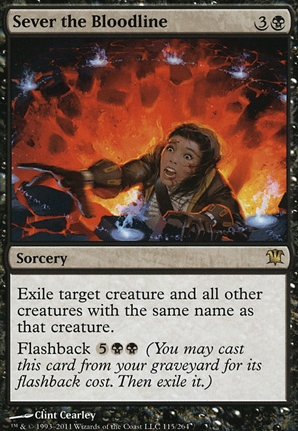 Sever the Bloodline 3
Sorcery
Exile target creature and all other
creatures with the same name as
that creature.
Flashback 5 (You may cast
this card from your graveyard for its
flashback cost. Then exile it.)
Clint Cearley
™ & © 1993–2011 Wizards of the Coast LLC 115/264